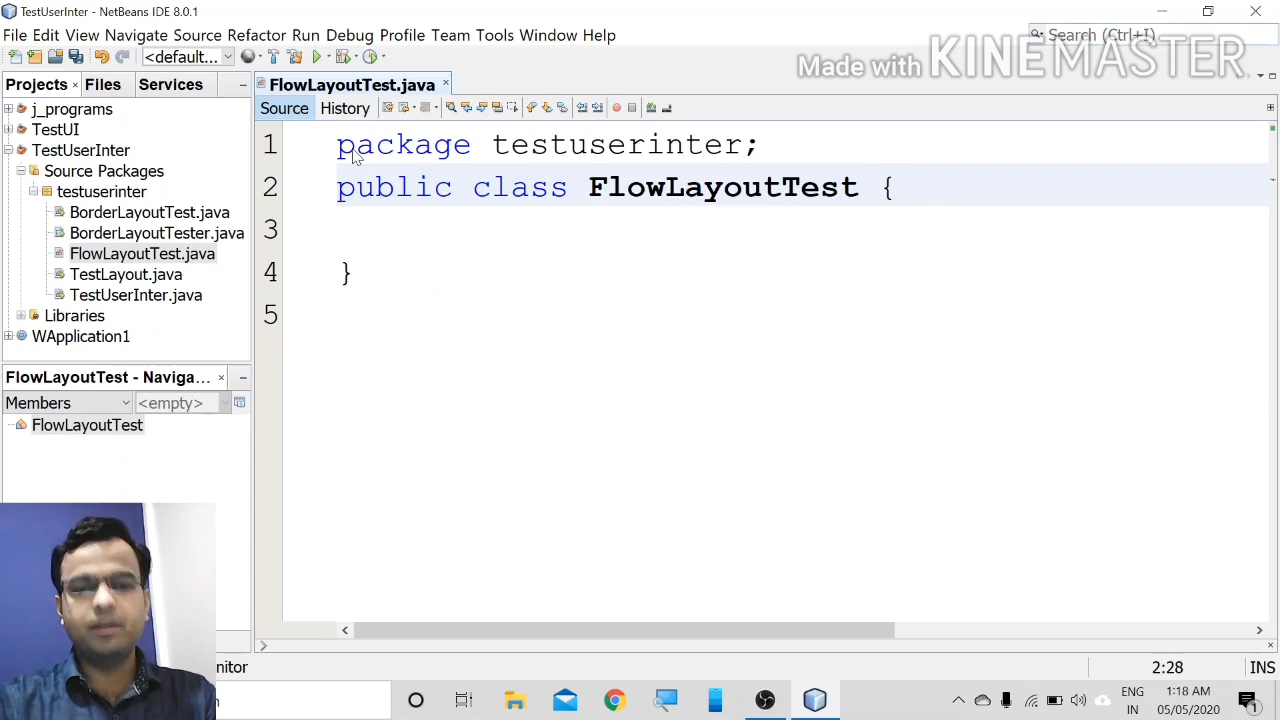 TestUserInter - NetBeans IDE 8.0.1
File Edit View Navigate Source Refactor Run Debug Profile Team Tools Window Help
Search (Ctrl+I)
Made with KINEMASTER
<default...
Projects Files Services
FlowLayoutTest.java
Source History
j_programs
TestUI
TestUserInter
Source Packages
testuserinter
BorderLayoutTest.java
BorderLayoutTester.java
FlowLayoutTest.java
TestLayout.java
TestUserInter.java
Libraries
WApplication1
1 package testuserinter;
2 public class FlowLayoutTest {
3
4 }
5
FlowLayoutTest - Naviga...
Members <empty>
FlowLayoutTest
nitor
2:28 INS
ENG
IN
1:18 AM
05/05/2020
1